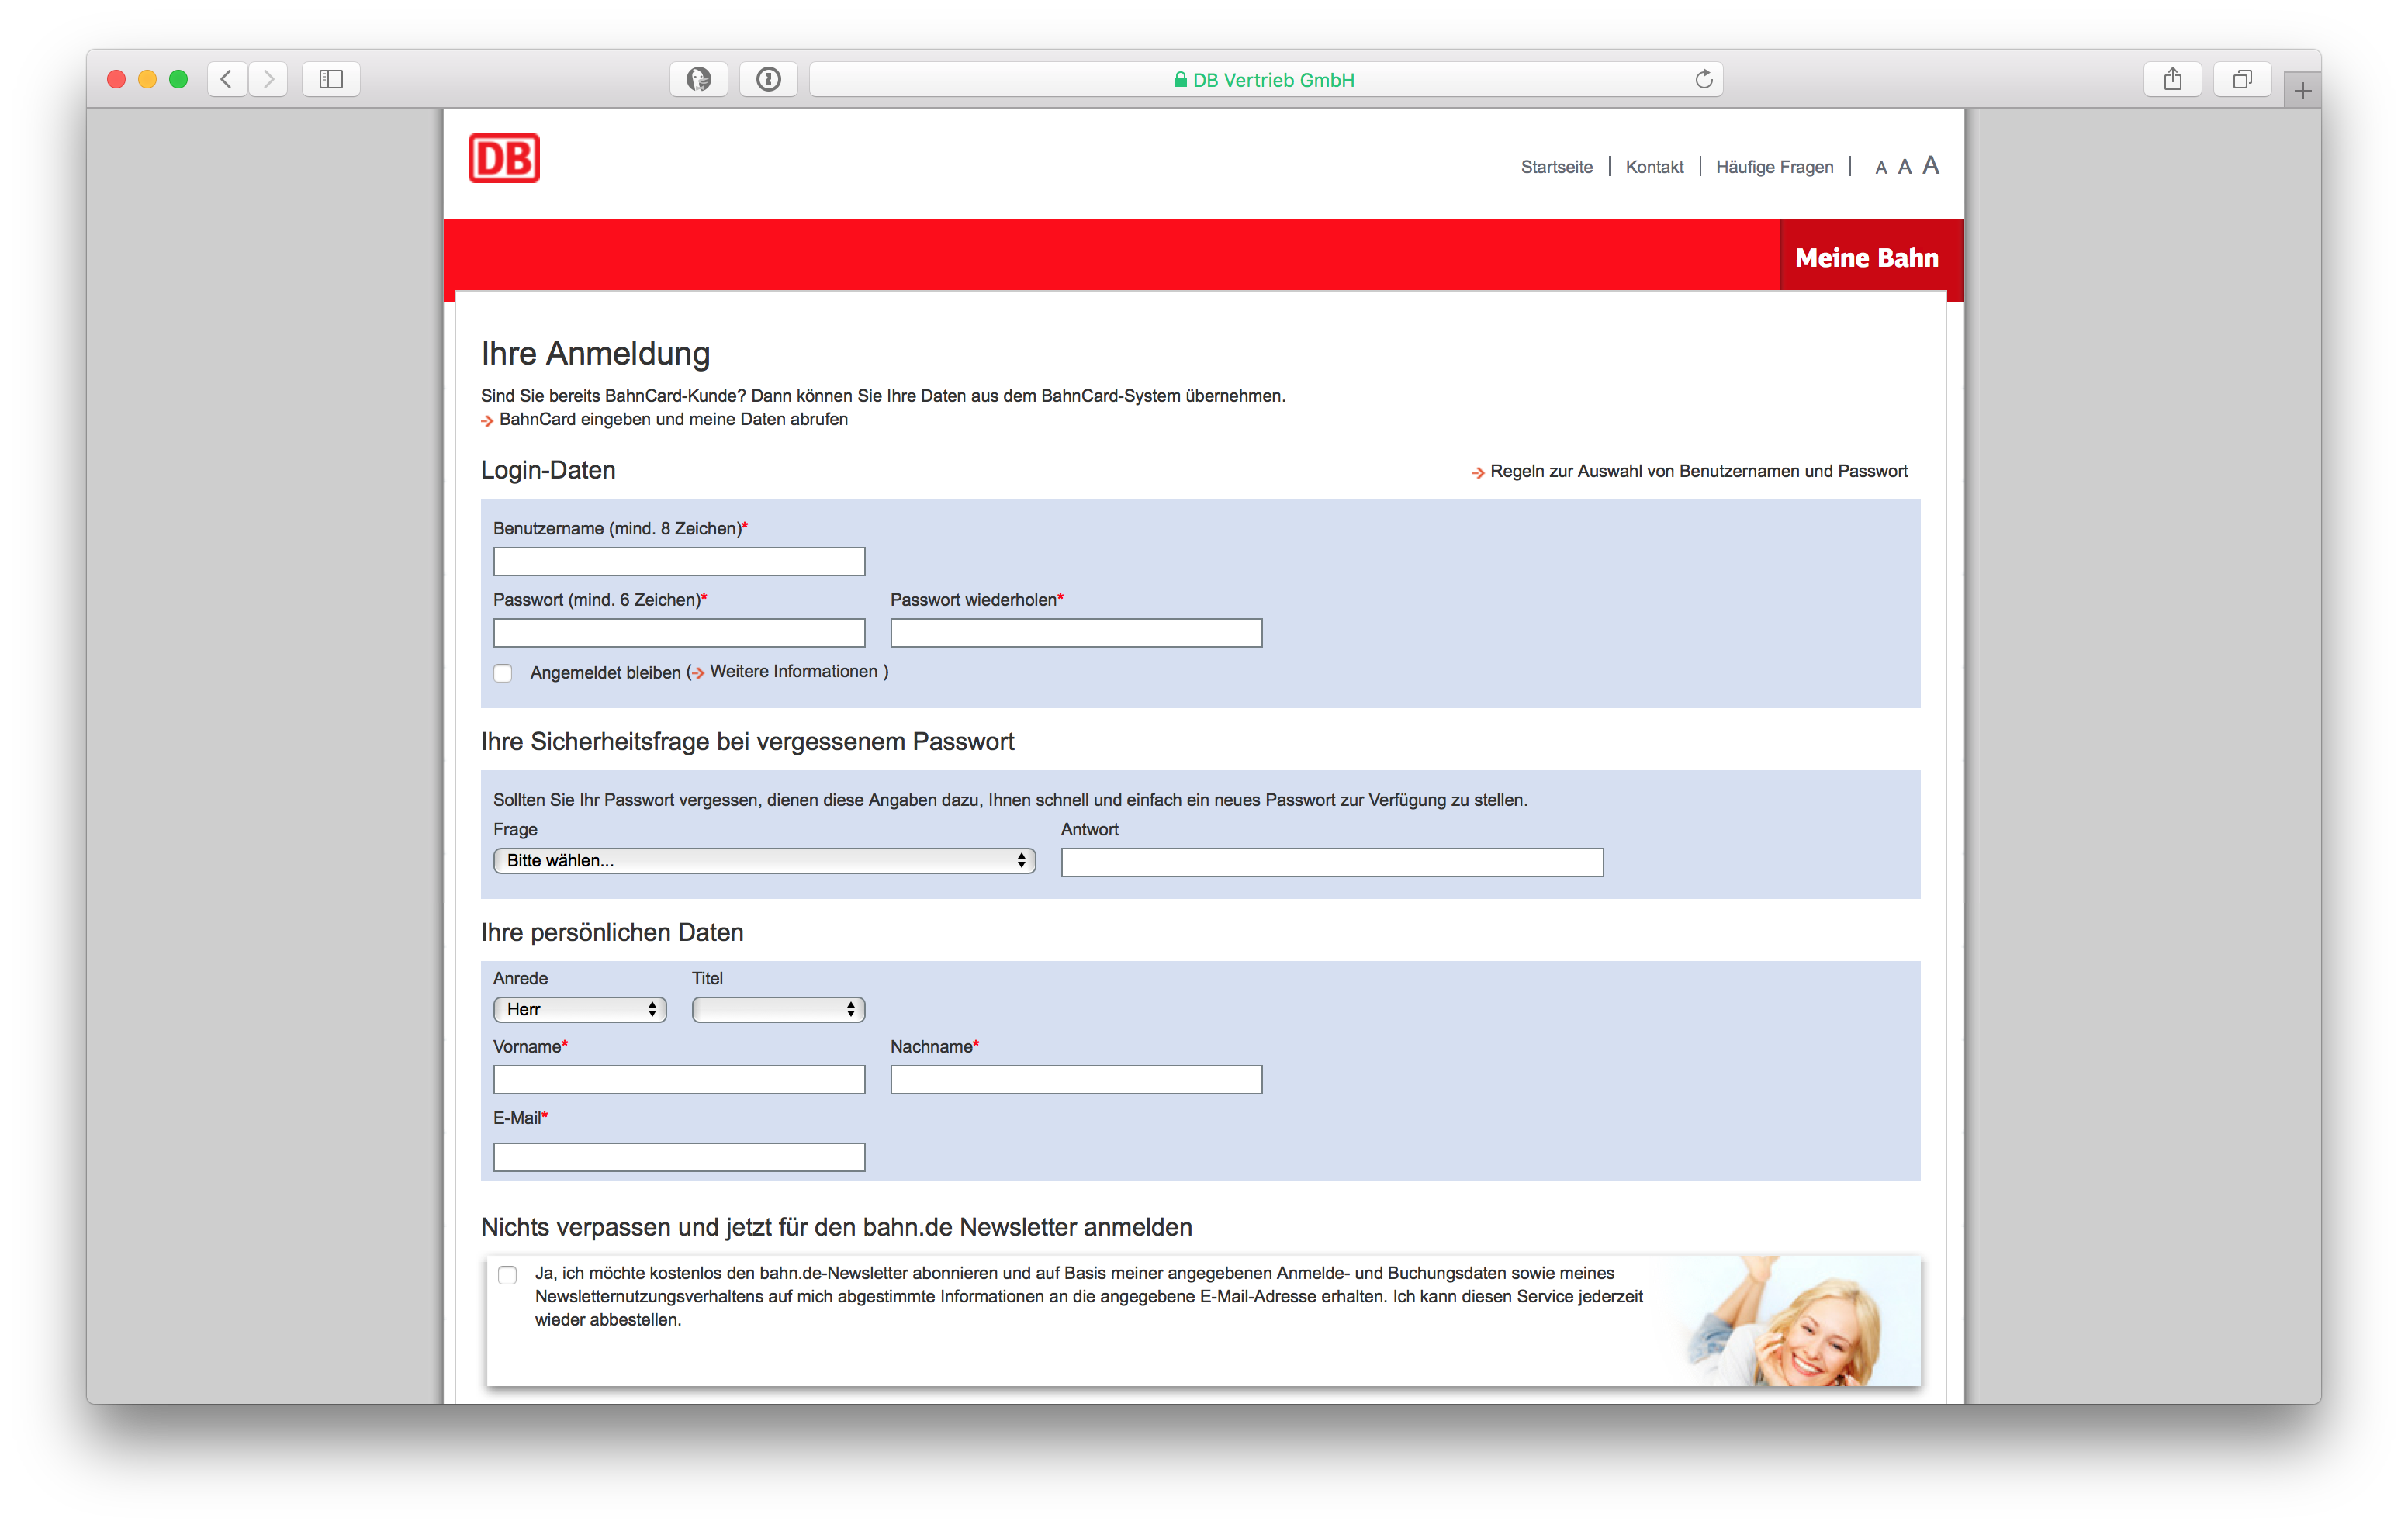 DB Vertrieb GmbH
DB
Startseite | Kontakt | Häufige Fragen | A A A
Meine Bahn
Ihre Anmeldung
Sind Sie bereits BahnCard-Kunde? Dann können Sie Ihre Daten aus dem BahnCard-System übernehmen.
BahnCard eingeben und meine Daten abrufen
Login-Daten
Regeln zur Auswahl von Benutzernamen und Passwort
Benutzername (mind. 8 Zeichen)*
Passwort (mind. 6 Zeichen)* Passwort wiederholen*
Angemeldet bleiben (→ Weitere Informationen )
Ihre Sicherheitsfrage bei vergessenem Passwort
Sollten Sie Ihr Passwort vergessen, dienen diese Angaben dazu, Ihnen schnell und einfach ein neues Passwort zur Verfügung zu stellen.
Frage Antwort
Bitte wählen...
Ihre persönlichen Daten
Anrede Titel
Herr
Vorname* Nachname*
E-Mail*
Nichts verpassen und jetzt für den bahn.de Newsletter anmelden
Ja, ich möchte kostenlos den bahn.de-Newsletter abonnieren und auf Basis meiner angegebenen Anmelde- und Buchungsdaten sowie meines
Newsletternutzungsverhaltens auf mich abgestimmte Informationen an die angegebene E-Mail-Adresse erhalten. Ich kann diesen Service jederzeit
wieder abbestellen.